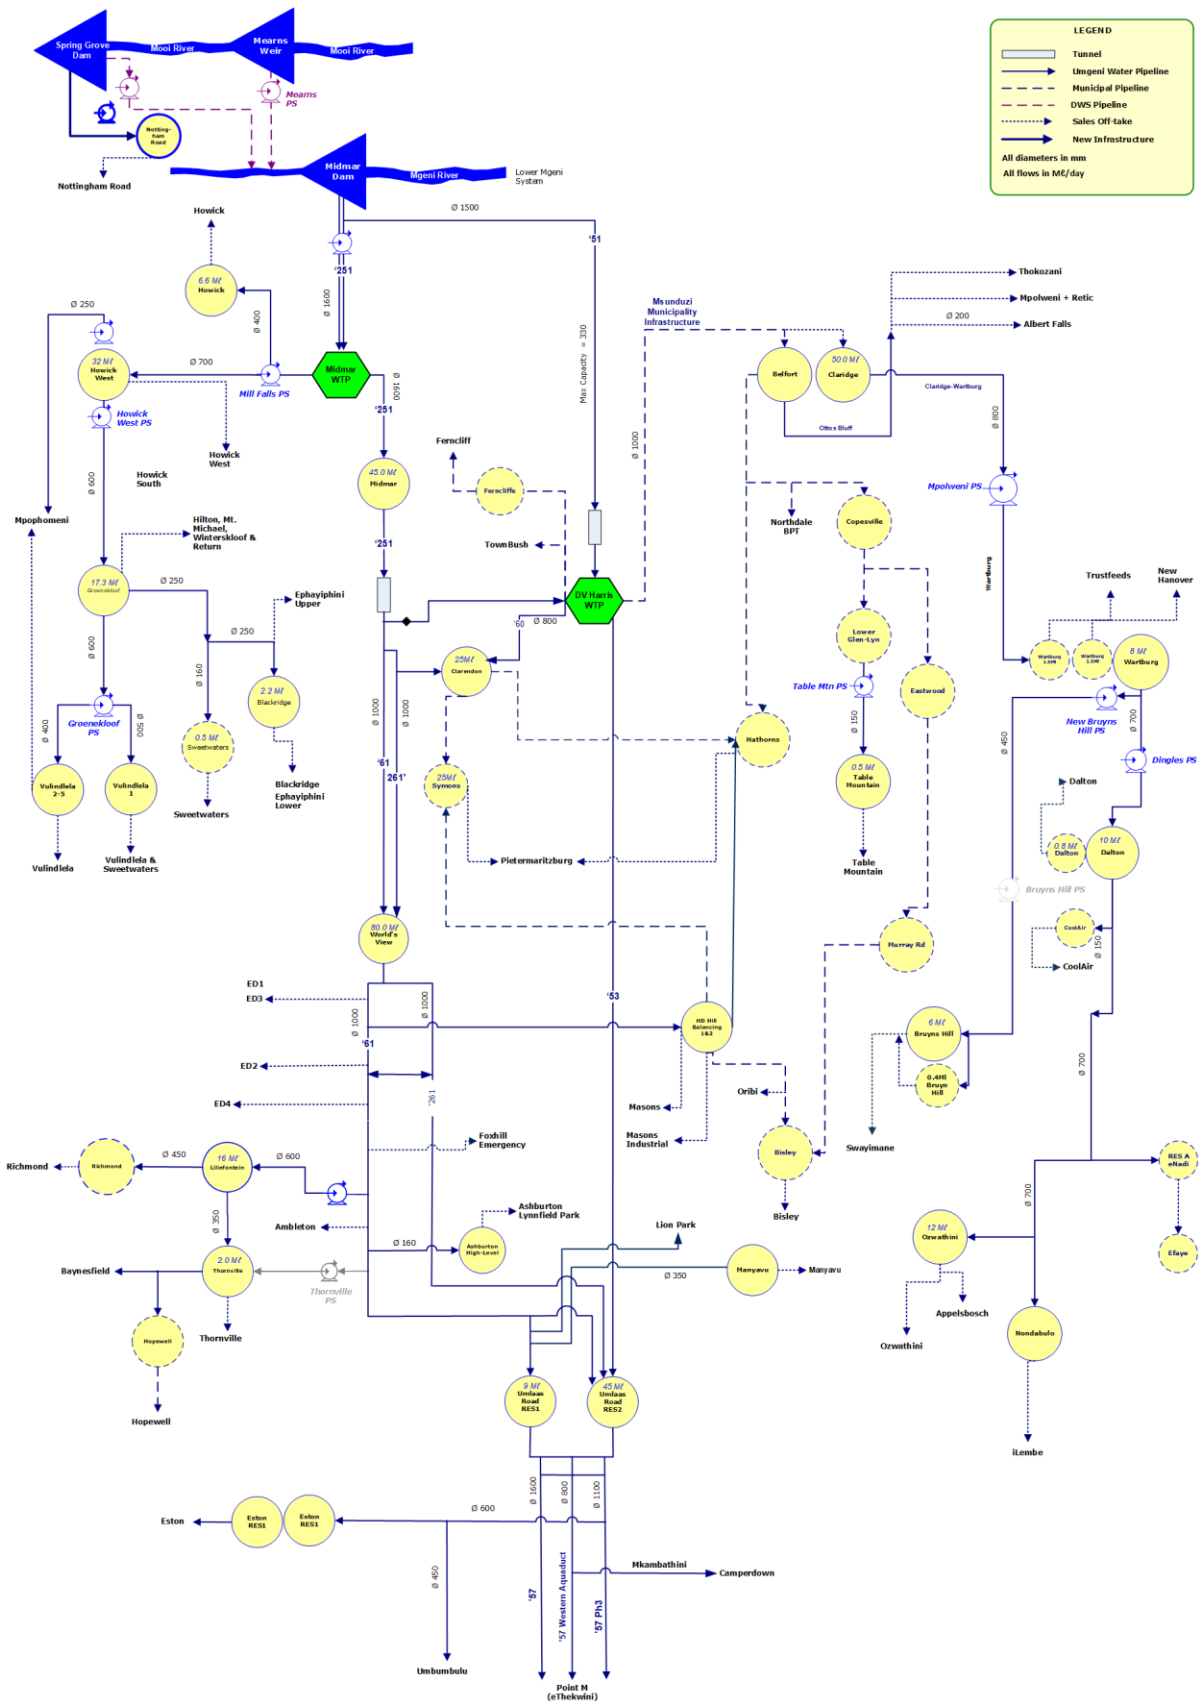 Spring Grove
Dam
Mooi River
Mearns
Weir
Mooi River
Mearns
PS
Notting-
ham
Road
Nottingham Road
LEGEND
Tunnel
Umgeni Water Pipeline
Municipal Pipeline
DWS Pipeline
Sales Off-take
New Infrastructure
All diameters in mm
All flows in Mℓ/day
Midmar
Dam
Mgeni River
Lower Mgeni
System
Ø 1500
'51
'251
Ø 1600
Howick
6.6 Mℓ
Howick
Ø 400
Ø 250
32 Mℓ
Howick
West
Ø 700
Mill Falls PS
Midmar
WTP
Ø 1600
'251
Howick
West PS
Howick
West
Howick
South
Ø 600
Mpophomeni
Max Capacity = 330
Ø 1000
Msunduzi
Municipality
Infrastructure
Thokozani
Mpolweni + Retic
Ø 200
Albert Falls
Belfort
50.0 Mℓ
Claridge
Claridge-Wartburg
Ottos Bluff
Ø 800
Mpolweni PS
Wartburg
45.0 Mℓ
Midmar
Ferncliff
Ferncliffe
TownBush
'251
Northdale
BPT
Copesville
Hilton, Mt.
Michael,
Winterskloof &
Return
17.3 Mℓ
Groenekloof
Ø 250
Ephayiphini
Upper
Ø 250
Ø 600
Ø 160
2.2 Mℓ
Blackridge
DV Harris
WTP
'60
Ø 800
25Mℓ
Clarendon
Lower
Glen-Lyn
Table Mtn PS
Eastwood
Trustfeeds
New
Hanover
Wartburg
1.5Ml
Wartburg
1.5Ml
8 Mℓ
Wartburg
New Bruyns
Hill PS
Ø 700
Dingles PS
Groenekloof
PS
Ø 400
Ø 500
0.5 Mℓ
Sweetwaters
Vulindlela
2-5
Vulindlela
1
Sweetwaters
Blackridge
Ephayiphini
Lower
Vulindlela
Vulindlela &
Sweetwaters
Ø 1000
Ø 1000
'61
261'
25Mℓ
Symons
Hathorns
Ø 150
0.5 Mℓ
Table
Mountain
Table
Mountain
Pietermaritzburg
Ø 450
Dalton
0.8 Mℓ
Dalton
10 Mℓ
Dalton
Bruyns Hill PS
CoolAir
Ø 150
CoolAir
80.0 Mℓ
World's
View
Murray Rd
ED1
ED3
Ø 1000
Ø 1000
'61
'53
HD Hill
Balancing
1&2
6 Mℓ
Bruyns Hill
0.4Ml
Bruyn
Hill
Ø 700
ED2
'261
ED4
Masons
Oribi
Masons
Industrial
Foxhill
Emergency
Bisley
Bisley
Swayimane
Richmond
Richmond
Ø 450
16 Mℓ
Lillefontein
Ø 600
Ø 350
Ambleton
Ashburton
Lynnfield Park
Ø 160
Ashburton
High-Level
Lion Park
Ø 350
Manyavu
Manyavu
RES A
eNadi
Efaye
Ø 700
12 Mℓ
Ozwathini
Appelsbosch
Ozwathini
Nondabulo
iLembe
Baynesfield
2.0 Mℓ
Thornville
Thornville
PS
Hopewell
Thornville
Hopewell
9 Mℓ
Umlaas
Road
RES1
45 Mℓ
Umlaas
Road
RES2
Ø 1600
Ø 800
Ø 1100
Eston
Eston
RES1
Eston
RES1
Ø 600
Ø 450
Mkambathini
Camperdown
'57
'57 Western Aquaduct
'57 Ph3
Umbumbulu
Point M
(eThekwini)